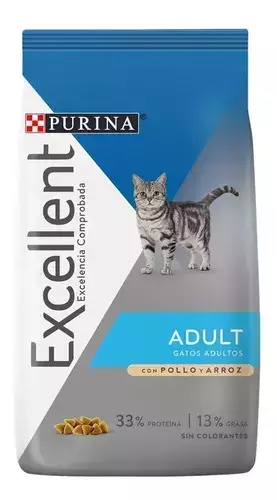 PURINA
Excellent
Excelencia Comprobada
ADULT
GATOS ADULTOS
CON POLLO Y ARROZ
33% PROTEÍNA | 13% GRASA
SIN COLORANTES